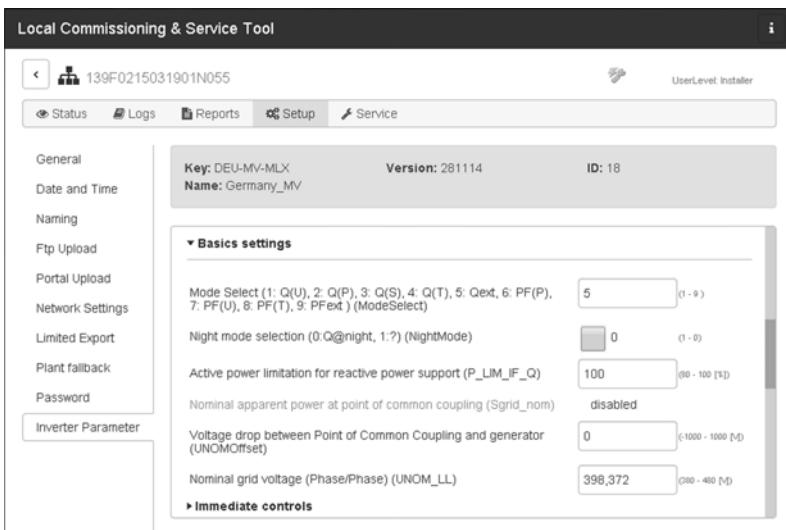 Local Commissioning & Service Tool
i
139F0215031901N055
UserLevel: Installer
Status Logs Reports Setup Service
General
Date and Time
Naming
Ftp Upload
Portal Upload
Network Settings
Limited Export
Plant fallback
Password
Inverter Parameter
Key: DEU-MV-MLX Version: 281114 ID: 18
Name: Germany_MV
Basics settings
Mode Select (1: Q(U), 2: Q(P), 3: Q(S), 4: Q(T), 5: Qext, 6: PF(P),
7: PF(U), 8: PF(T), 9: PFext ) (ModeSelect)
5
(1 - 9 )
Night mode selection (0:Q@night, 1:?) (NightMode)
0
(1 - 0)
Active power limitation for reactive power support (P_LIM_IF_Q)
100
(80 - 100 [%])
Nominal apparent power at point of common coupling (Sgrid_nom)
disabled
Voltage drop between Point of Common Coupling and generator
(UNOMOffset)
0
(-1000 - 1000 [V])
Nominal grid voltage (Phase/Phase) (UNOM_LL)
398,372
(380 - 480 [V])
Immediate controls